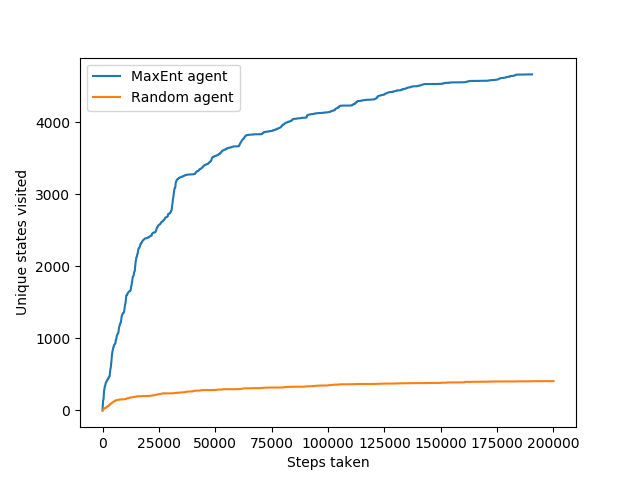 MaxEnt agent
Random agent
Unique states visited
4000
3000
2000
1000
0
0 25000 50000 75000 100000 125000 150000 175000 200000
Steps taken